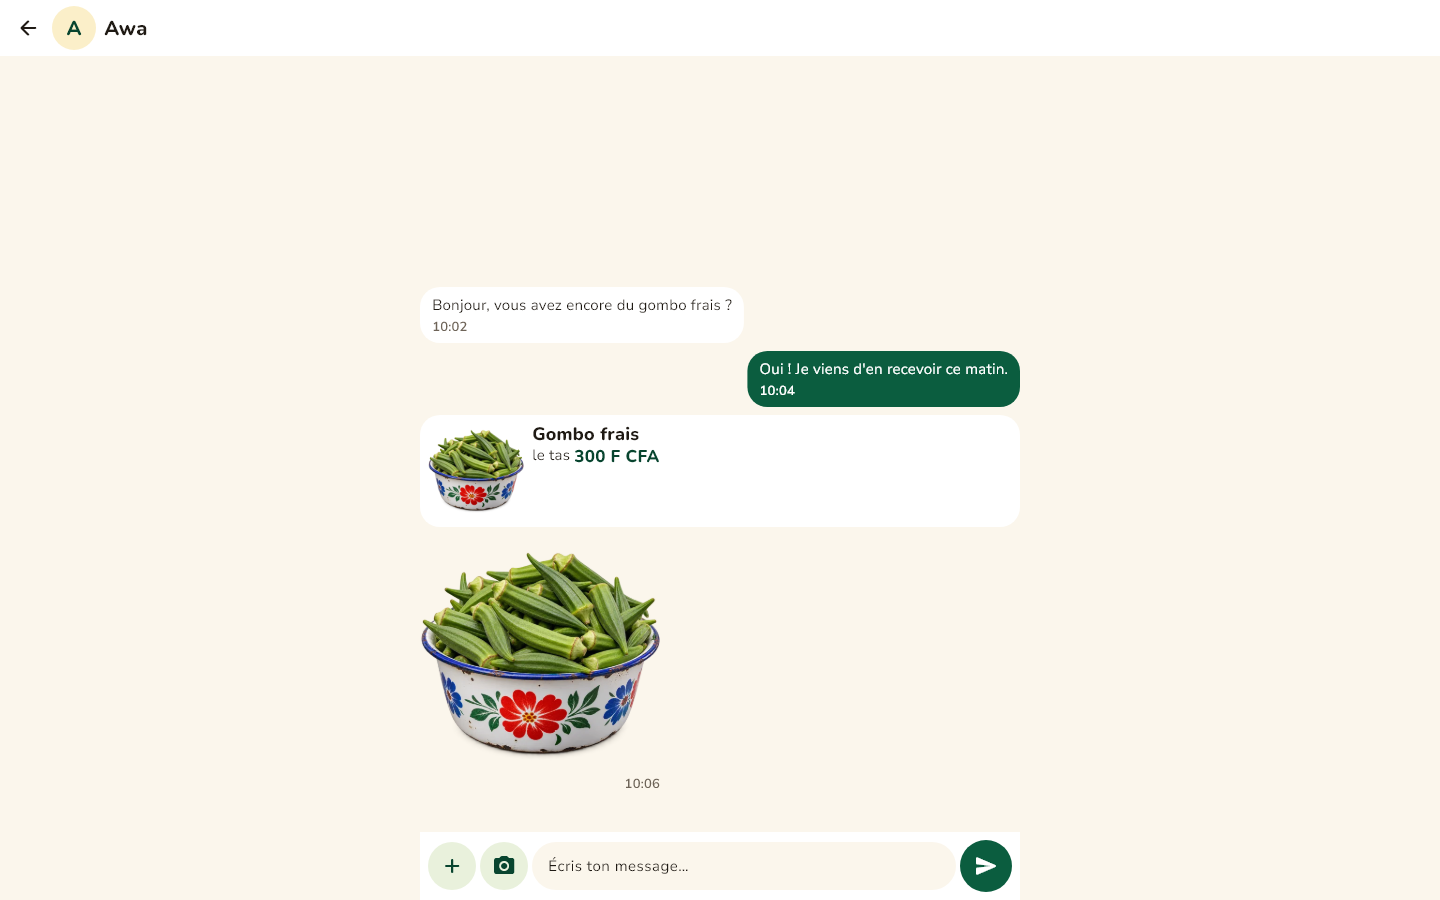 A
Awa
Bonjour, vous avez encore du gombo frais ?
10:02
Oui ! Je viens d'en recevoir ce matin.
10:04
Gombo frais
le tas 300 F CFA
10:06
Écris ton message...